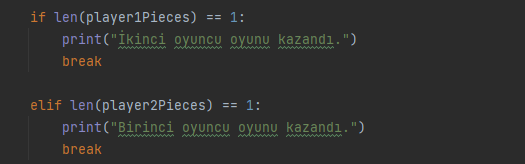 if len(player1Pieces) == 1:
    print("İkinci oyuncu oyunu kazandı.")
    break
elif len(player2Pieces) == 1:
    print("Birinci oyuncu oyunu kazandı.")
    break